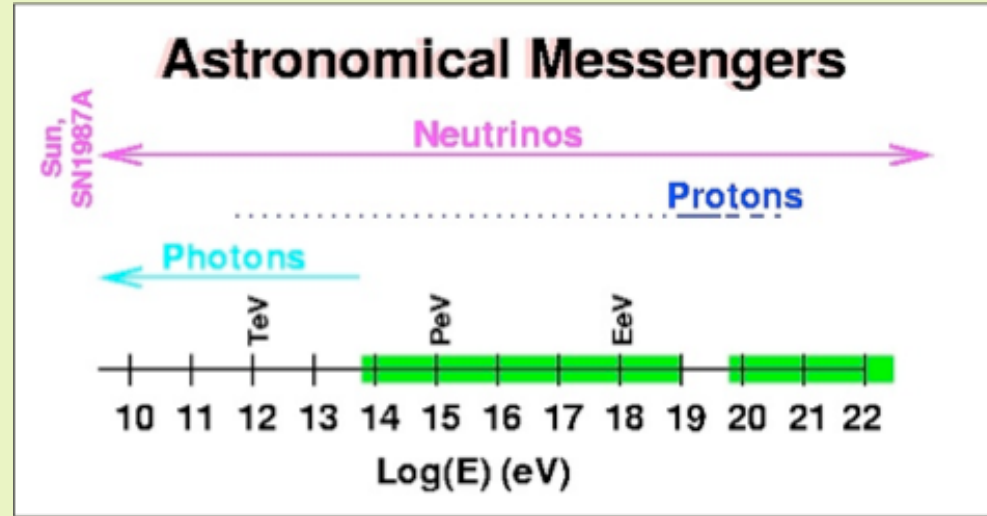 Astronomical Messengers
Sun,
SN1987A
Neutrinos
Protons
Photons
TeV
PeV
EeV
10 11 12 13 14 15 16 17 18 19 20 21 22
Log(E) (eV)